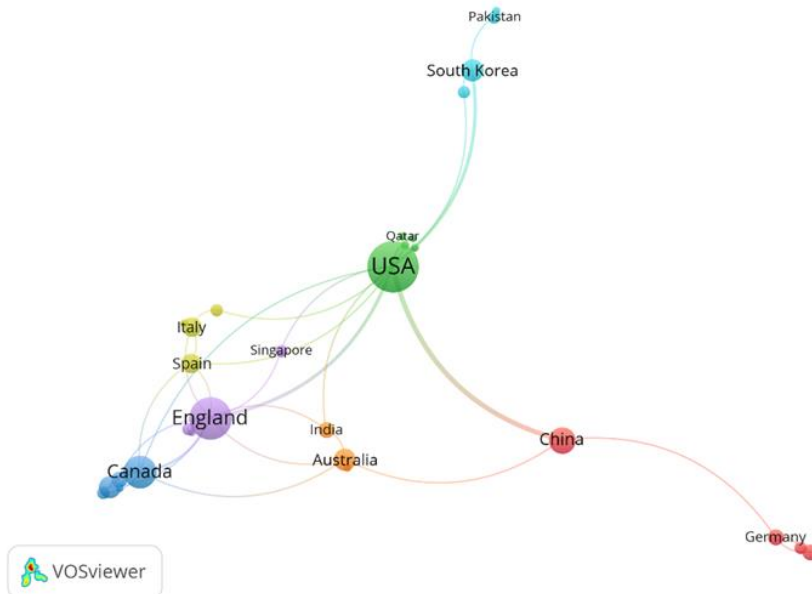 Pakistan
South Korea
Qatar
USA
Italy
Singapore
Spain
England
India
China
Australia
Canada
Germany
VOSviewer